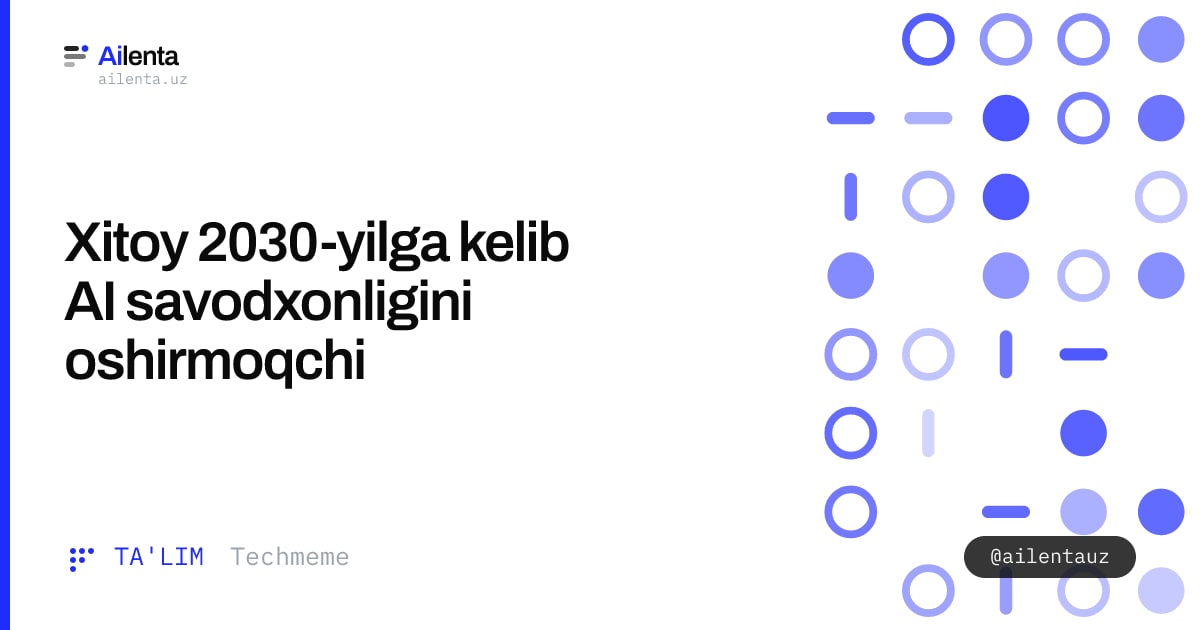 Ailenta
ailenta.uz
Xitoy 2030-yilga kelib
AI savodxonligini
oshirmoqchi
TA'LIM Techmeme
@ailentauz